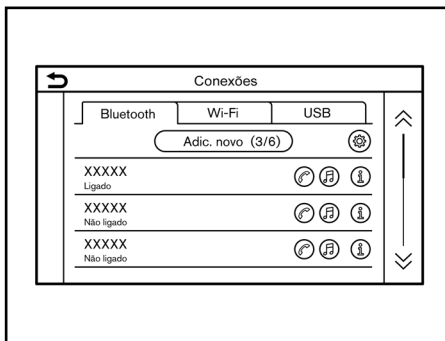 Conexões
Bluetooth Wi-Fi USB
Adic. novo (3/6)
XXXXX
Ligado
XXXXX
Não ligado
XXXXX
Não ligado